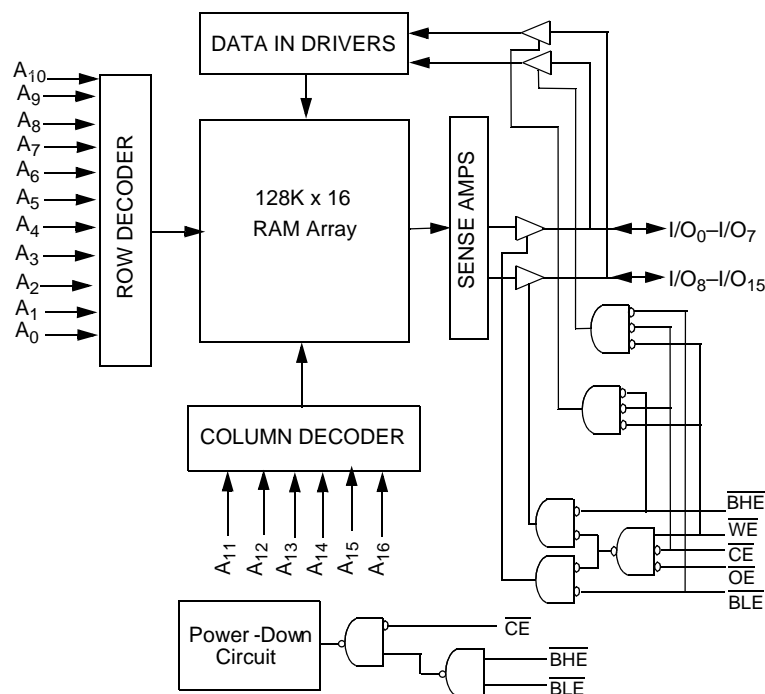 DATA IN DRIVERS
A10
A9
A8
A7
A6
A5
A4
A3
A2
A1
A0
ROW DECODER
128K x 16
RAM Array
SENSE AMPS
I/O0–I/O7
I/O8–I/O15
COLUMN DECODER
A11
A12
A13
A14
A15
A16
BHE
WE
CE
OE
BLE
Power -Down
Circuit
CE
BHE
BLE